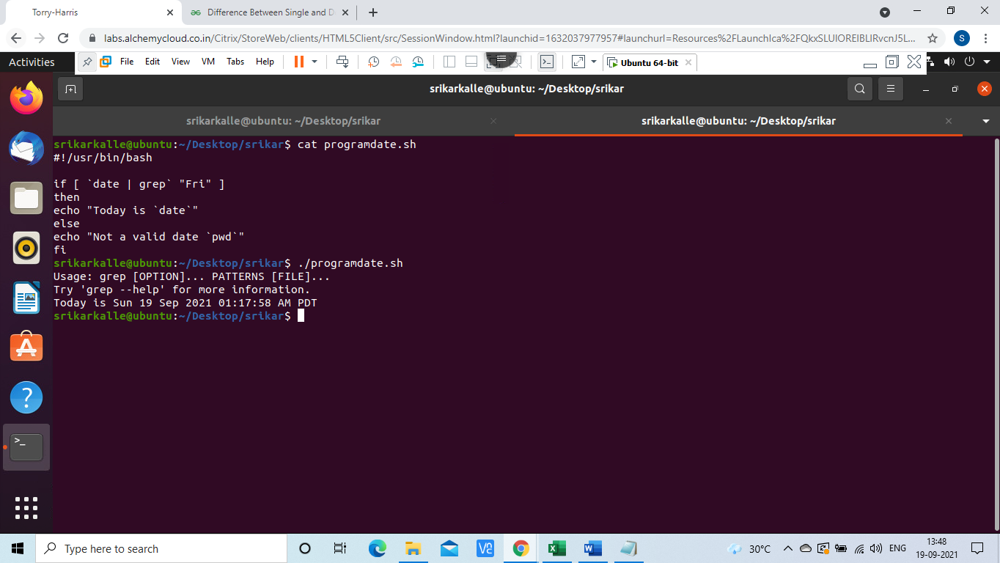 Torry-Harris
Difference Between Single and D
labs.alchemycloud.co.in/Citrix/StoreWeb/clients/HTML5Client/src/SessionWindow.html?launchid=1632037977957#launchurl=Resources%2FLaunchIca%2FQkxSLUlORElBLlRvcnJ5L...
S
Activities
File Edit View VM Tabs Help
Ubuntu 64-bit
srikarkalle@ubuntu: ~/Desktop/srikar
srikarkalle@ubuntu: ~/Desktop/srikar
srikarkalle@ubuntu: ~/Desktop/srikar
srikarkalle@ubuntu:~/Desktop/srikar$ cat programdate.sh
#!/usr/bin/bash
if [ `date | grep` "Fri" ]
then
echo "Today is `date`"
else
echo "Not a valid date `pwd`"
fi
srikarkalle@ubuntu:~/Desktop/srikar$ ./programdate.sh
Usage: grep [OPTION]... PATTERNS [FILE]...
Try 'grep --help' for more information.
Today is Sun 19 Sep 2021 01:17:58 AM PDT
srikarkalle@ubuntu:~/Desktop/srikar$
Type here to search
30°C
ENG
13:48
19-09-2021